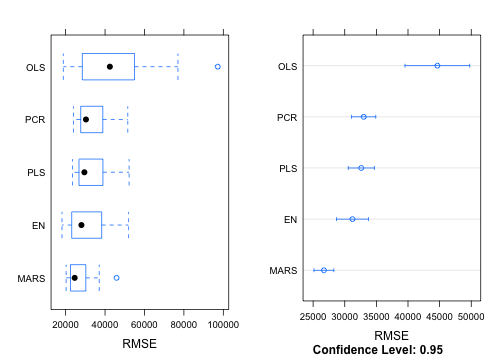 OLS
PCR
PLS
EN
MARS
20000 40000 60000 80000 100000
RMSE
OLS
PCR
PLS
EN
MARS
25000 30000 35000 40000 45000 50000
RMSE
Confidence Level: 0.95